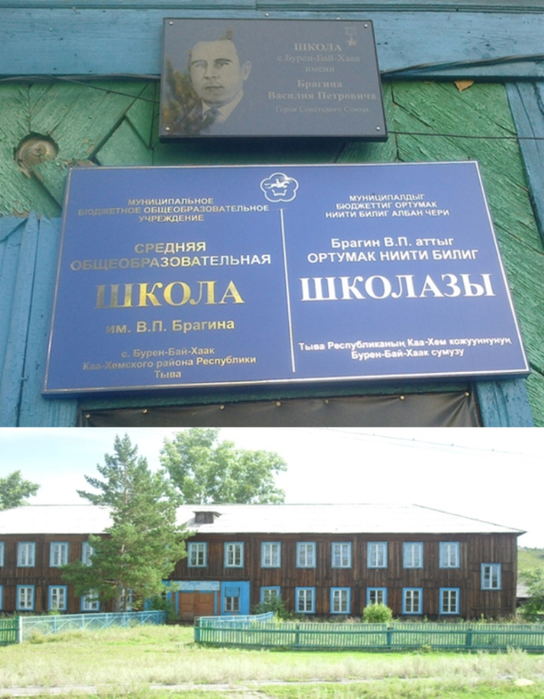 ШКОЛА
с.Бурен-Бай-Хаак
имени
Брагина
Василия Петровича
Героя Советского Союза
МУНИЦИПАЛЬНОЕ
БЮДЖЕТНОЕ ОБЩЕОБРАЗОВАТЕЛЬНОЕ
УЧРЕЖДЕНИЕ
СРЕДНЯЯ
ОБЩЕОБРАЗОВАТЕЛЬНАЯ
ШКОЛА
им. В.П. Брагина
с. Бурен-Бай-Хаак
Каа-Хемского района Республики
Тыва
МУНИЦИПАЛДЫГ
БЮДЖЕТТИГ ОРТУМАК
НИИТИ БИЛИГ АЛБАН ЧЕРИ
Брагин В.П. аттыг
ОРТУМАК НИИТИ БИЛИГ
ШКОЛАЗЫ
Тыва Республиканың Каа-Хем кожууннуң
Бурен-Бай-Хаак сумузу